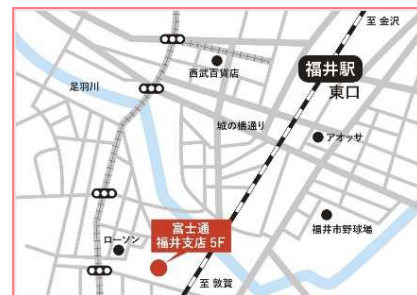 至 金沢
福井駅
東口
西武百貨店
足羽川
城の橋通り
アオッサ
福井市野球場
富士通
福井支店 5F
ローソン
至 敦賀